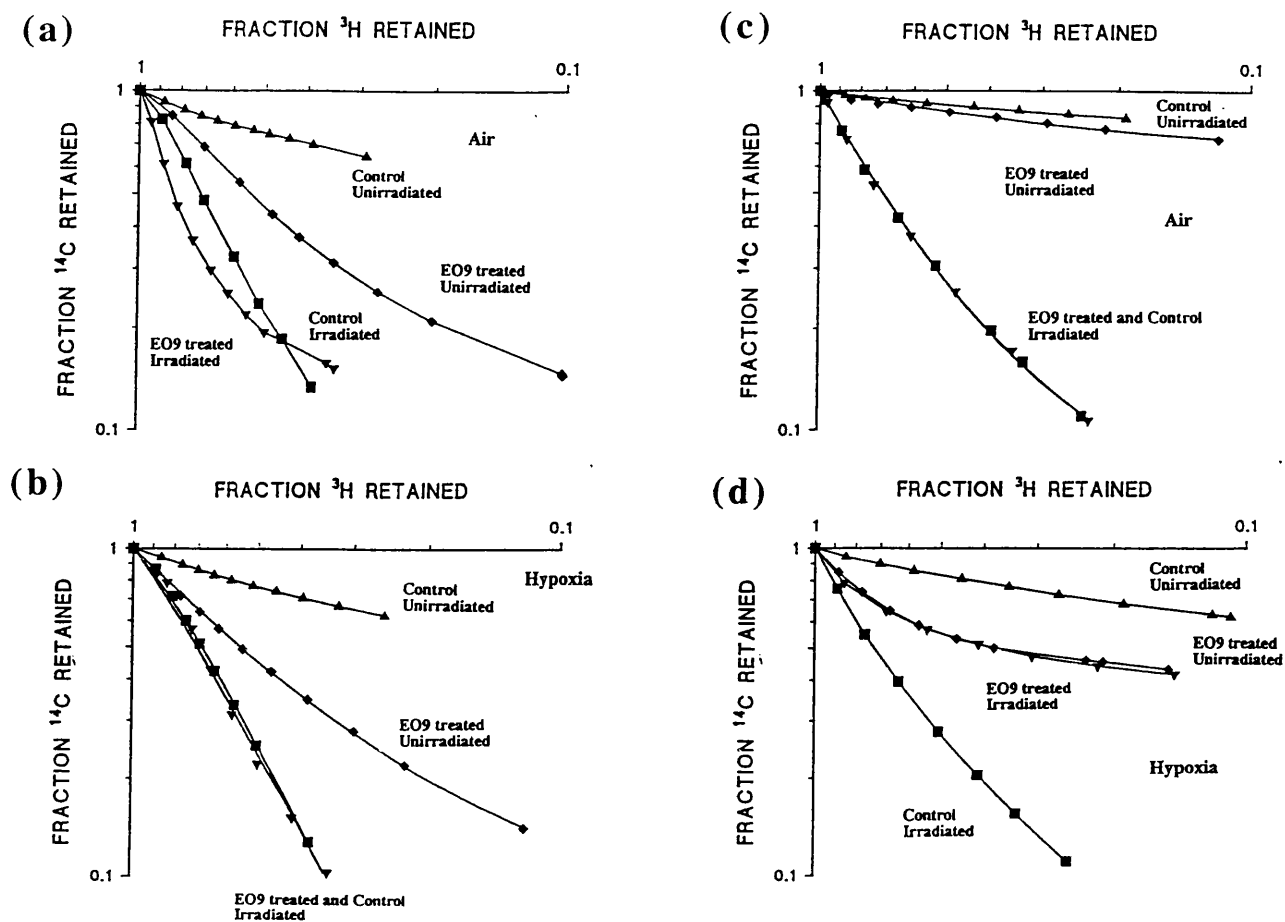 (a)
FRACTION ³H RETAINED
1
0.1
1
FRACTION ¹⁴C RETAINED
0.1
Air
Control
Unirradiated
EO9 treated
Unirradiated
Control
Irradiated
EO9 treated
Irradiated
(c)
FRACTION ³H RETAINED
1
0.1
1
FRACTION ¹⁴C RETAINED
0.1
Control
Unirradiated
EO9 treated
Unirradiated
Air
EO9 treated and Control
Irradiated
(b)
FRACTION ³H RETAINED
1
0.1
1
FRACTION ¹⁴C RETAINED
0.1
Hypoxia
Control
Unirradiated
EO9 treated
Unirradiated
EO9 treated and Control
Irradiated
(d)
FRACTION ³H RETAINED
1
0.1
1
FRACTION ¹⁴C RETAINED
0.1
Control
Unirradiated
EO9 treated
Unirradiated
EO9 treated
Irradiated
Hypoxia
Control
Irradiated